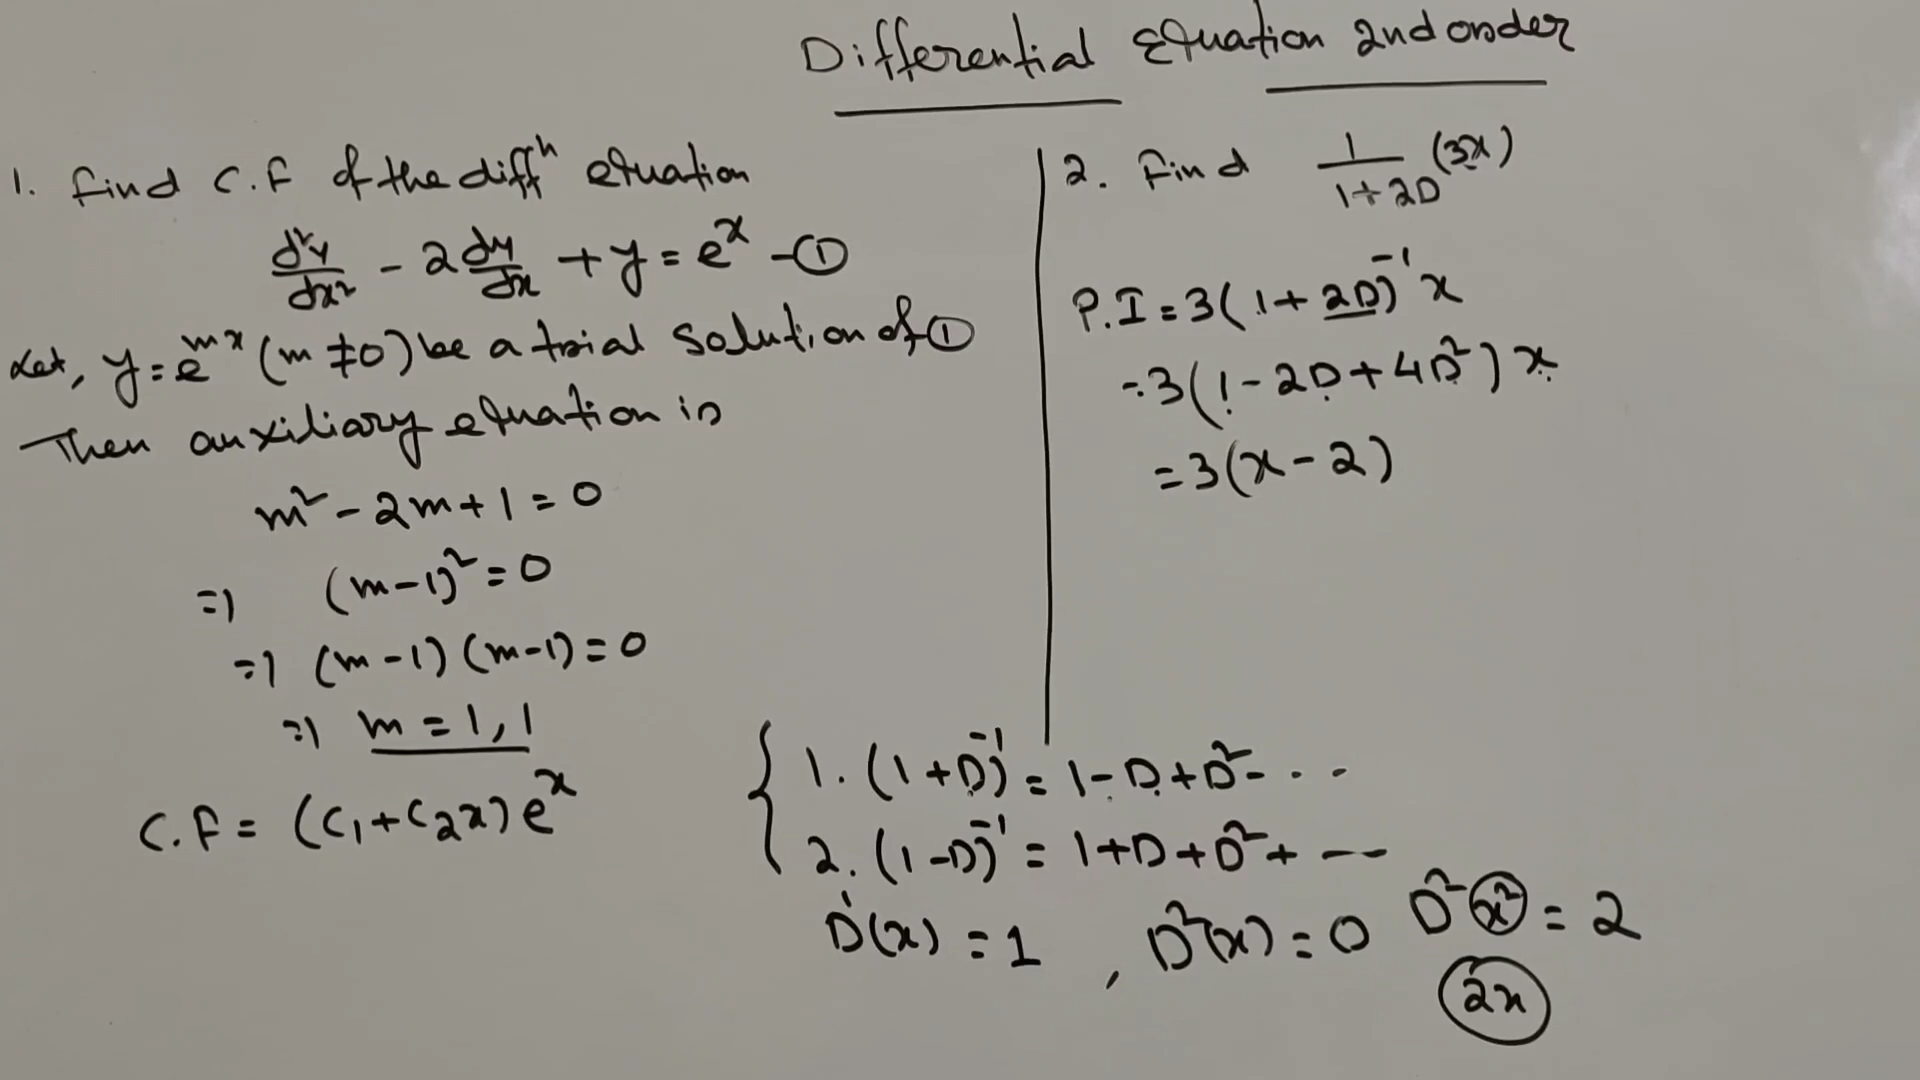 Differential Equation 2nd order
1. Find C.F of the diffⁿ equation
d²y/dx² - 2 dy/dx + y = eˣ - ①
Let, y = e^{mx} (m ≠ 0) be a trial solution of ①
Then auxiliary equation is
m² - 2m + 1 = 0
⇒ (m-1)² = 0
⇒ (m-1) (m-1) = 0
⇒ m = 1, 1
C.F = (C₁ + C₂x) eˣ
2. Find 1/(1+2D) (3x)
P.I = 3(1+2D)⁻¹ x
= 3(1 - 2D + 4D²) x
= 3(x - 2)
1. (1+D)⁻¹ = 1 - D + D² - . . .
2. (1-D)⁻¹ = 1 + D + D² + ---
D'(x) = 1 , D²(x) = 0 D²(x²) = 2
2x